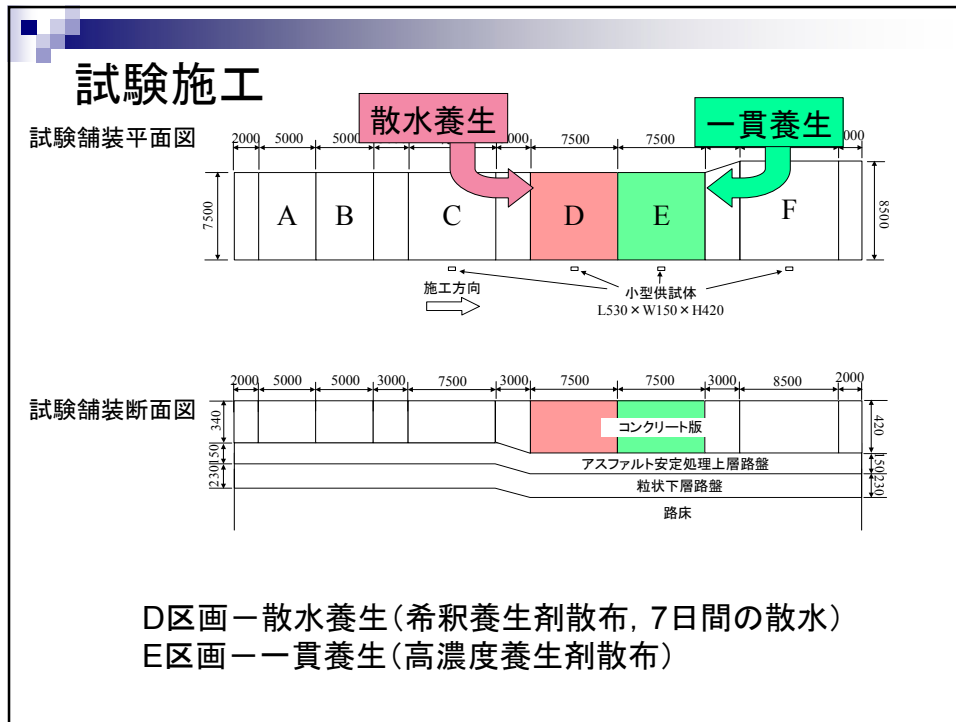 試験施工
散水養生
一貫養生
試験舗装平面図
2000 5000 5000 000 7500 7500 000
7500
A B C D E F
8500
施工方向
小型供試体
L530×W150×H420
2000 5000 5000 3000 7500 3000 7500 7500 3000 8500 2000
試験舗装断面図
340
コンクリート版
420
150
アスファルト安定処理上層路盤
150
230
粒状下層路盤
230
路床
D区画－散水養生(希釈養生剤散布, 7日間の散水)
E区画－一貫養生(高濃度養生剤散布)